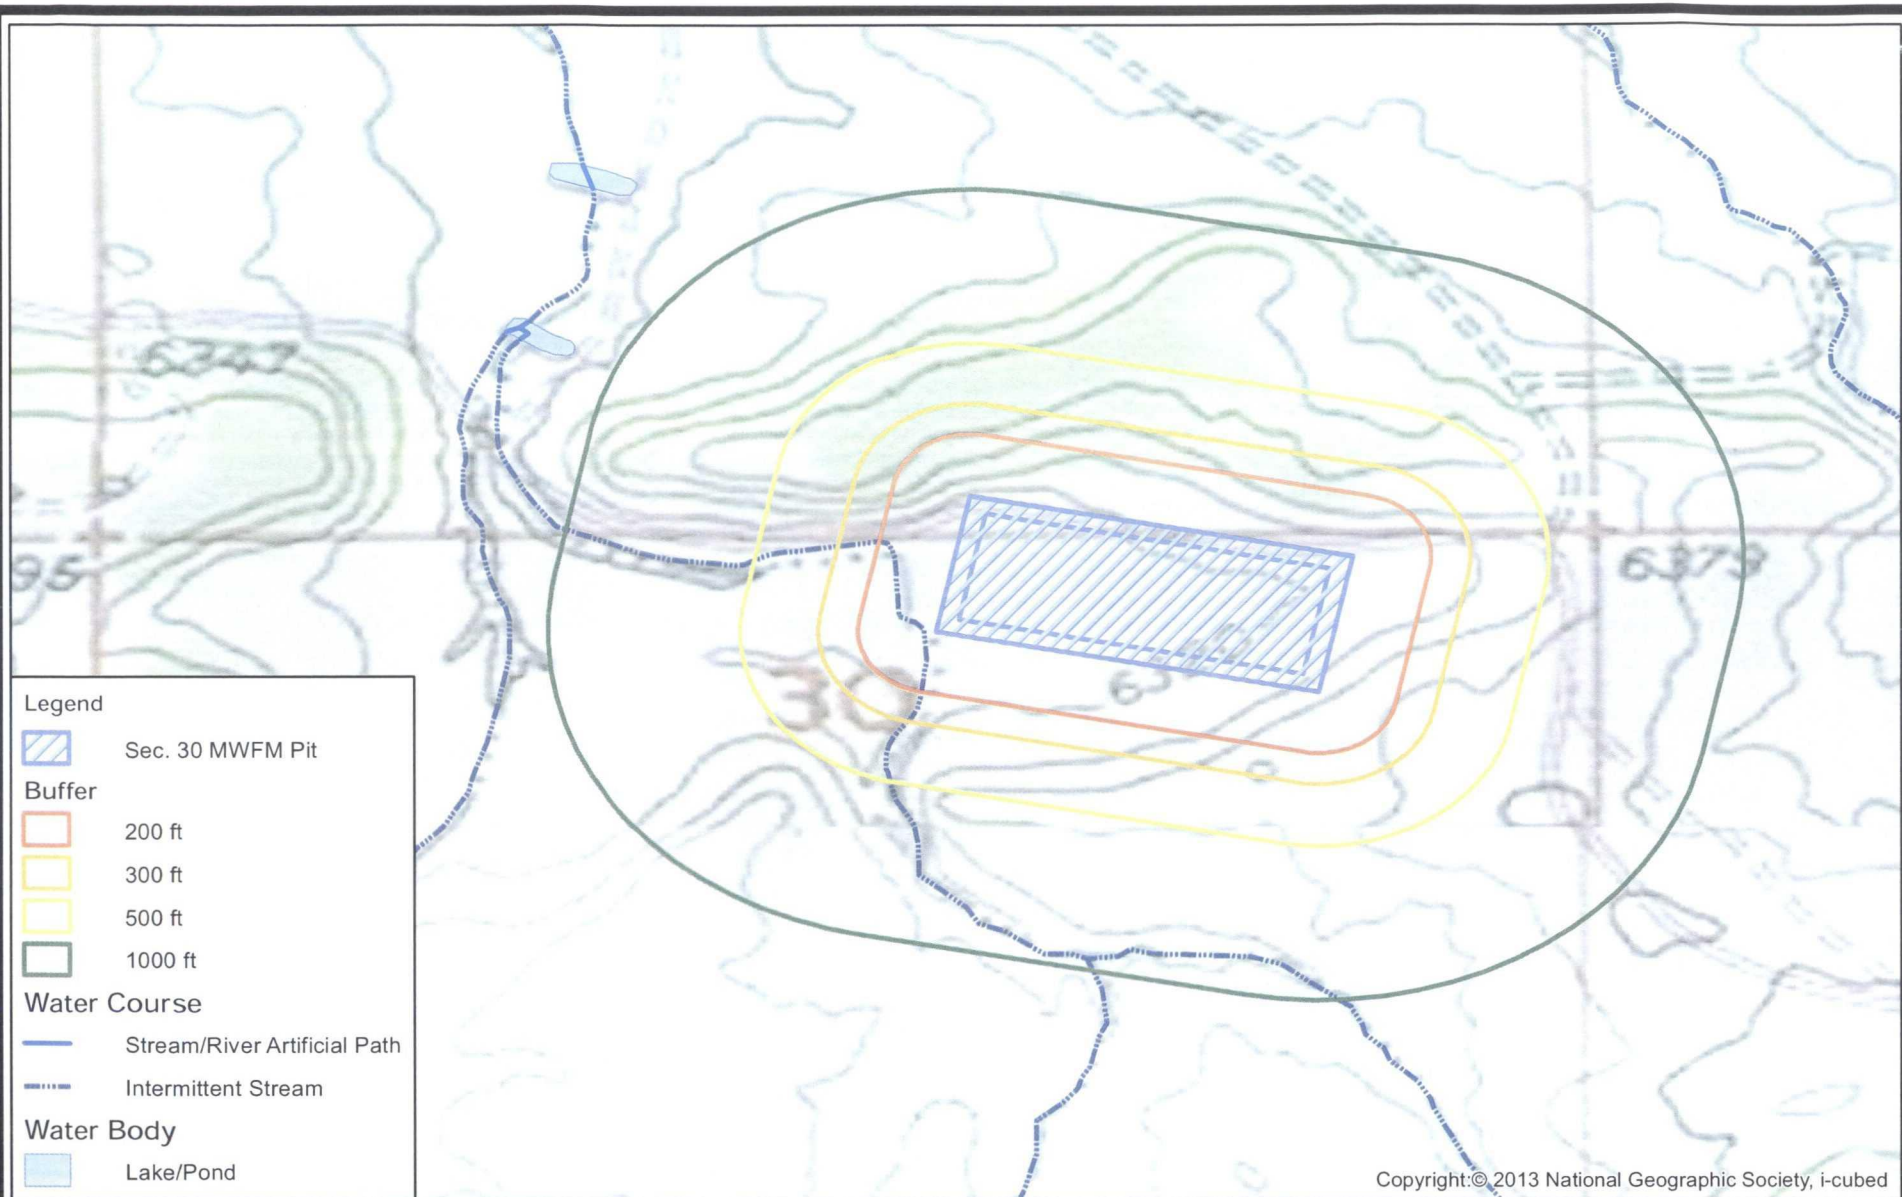 6347
95
6379
30
Legend
Sec. 30 MWFM Pit
Buffer
200 ft
300 ft
500 ft
1000 ft
Water Course
Stream/River Artificial Path
Intermittent Stream
Water Body
Lake/Pond
Copyright:© 2013 National Geographic Society, i-cubed